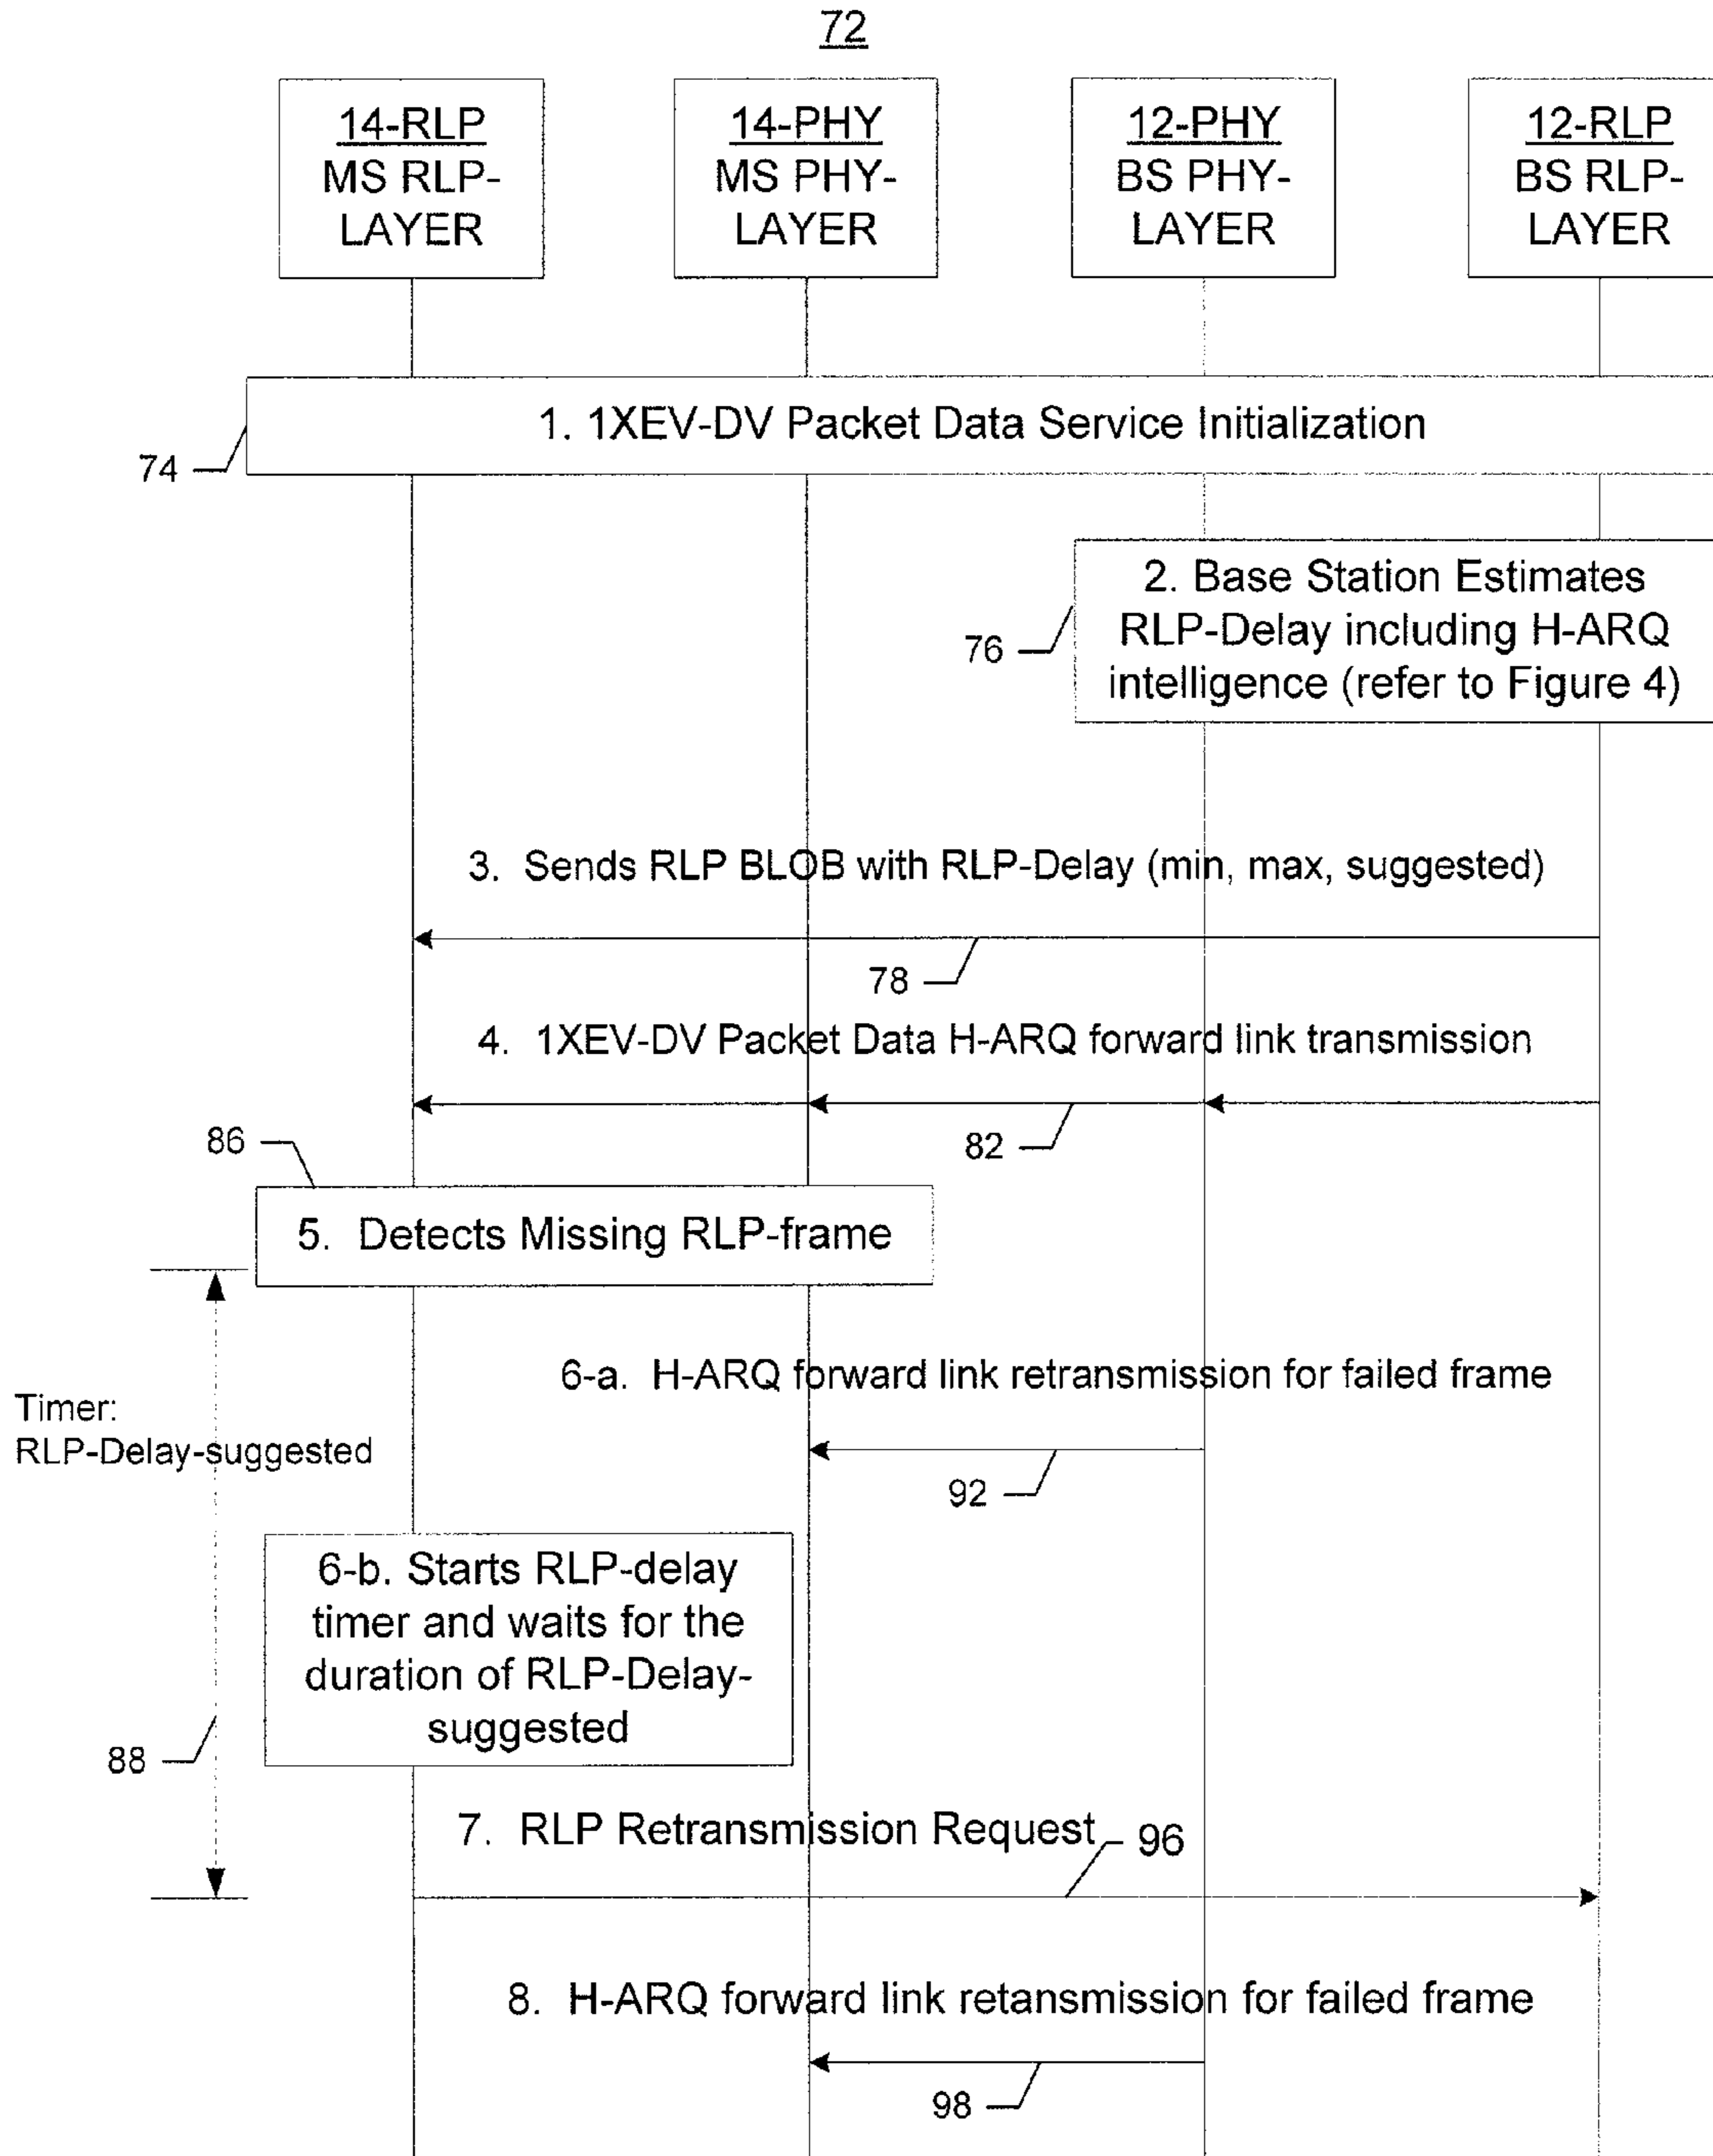 72
14-RLP
MS RLP-
LAYER
14-PHY
MS PHY-
LAYER
12-PHY
BS PHY-
LAYER
12-RLP
BS RLP-
LAYER
1. 1XEV-DV Packet Data Service Initialization
74
2. Base Station Estimates
RLP-Delay including H-ARQ
intelligence (refer to Figure 4)
76
3. Sends RLP BLOB with RLP-Delay (min, max, suggested)
78
4. 1XEV-DV Packet Data H-ARQ forward link transmission
82
86
5. Detects Missing RLP-frame
6-a. H-ARQ forward link retransmission for failed frame
Timer:
RLP-Delay-suggested
92
6-b. Starts RLP-delay
timer and waits for the
duration of RLP-Delay-
suggested
88
7. RLP Retransmission Request
96
8. H-ARQ forward link retansmission for failed frame
98